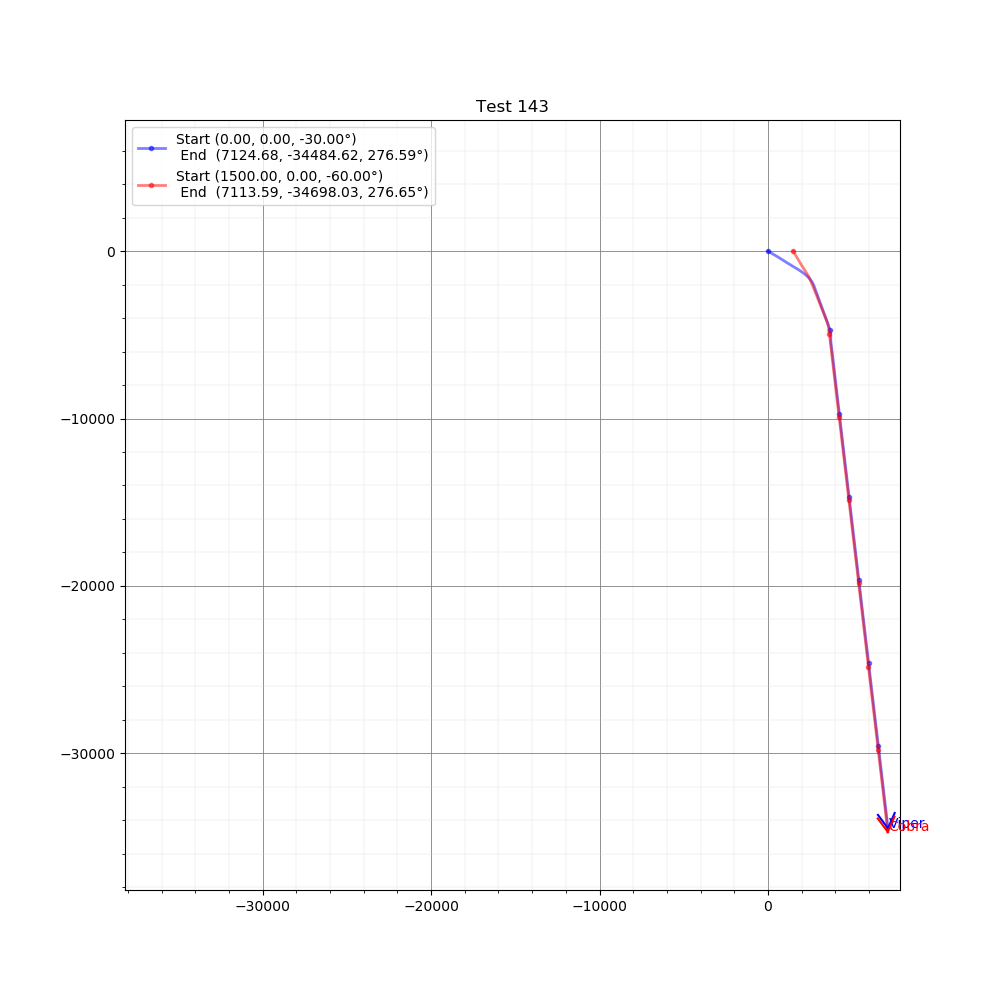 Test 143
Start (0.00, 0.00, -30.00°)
End (7124.68, -34484.62, 276.59°)
Start (1500.00, 0.00, -60.00°)
End (7113.59, -34698.03, 276.65°)
0
−10000
−20000
−30000
Viper
Cobra
−30000
−20000
−10000
0